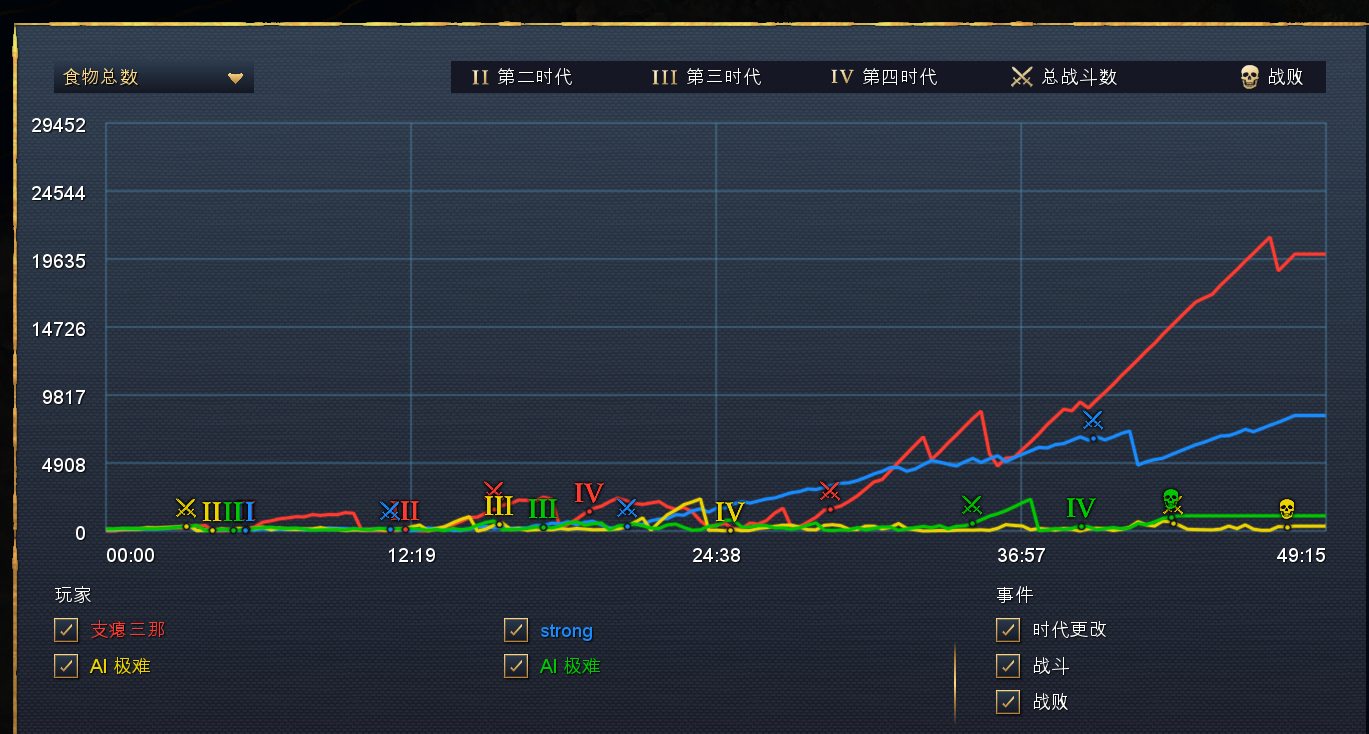 食物总数
II 第二时代 III 第三时代 IV 第四时代 总战斗数 战败
29452
24544
19635
14726
9817
4908
0
II III II II III III IV IV IV
00:00 12:19 24:38 36:57 49:15
玩家 事件
支瘪三那 strong 时代更改
AI 极难 AI 极难 战斗
战败